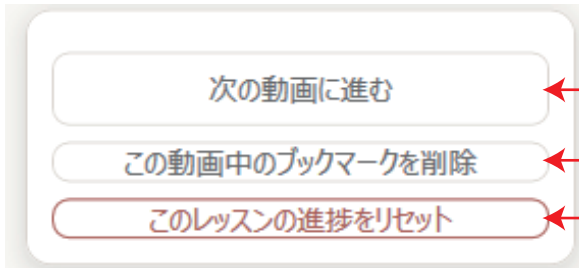 次の動画に進む
この動画中のブックマークを削除
このレッスンの進捗をリセット